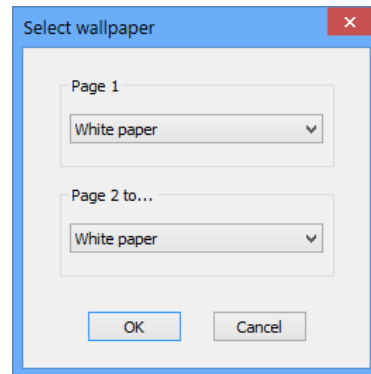 Select wallpaper
Page 1
White paper
Page 2 to...
White paper
OK Cancel